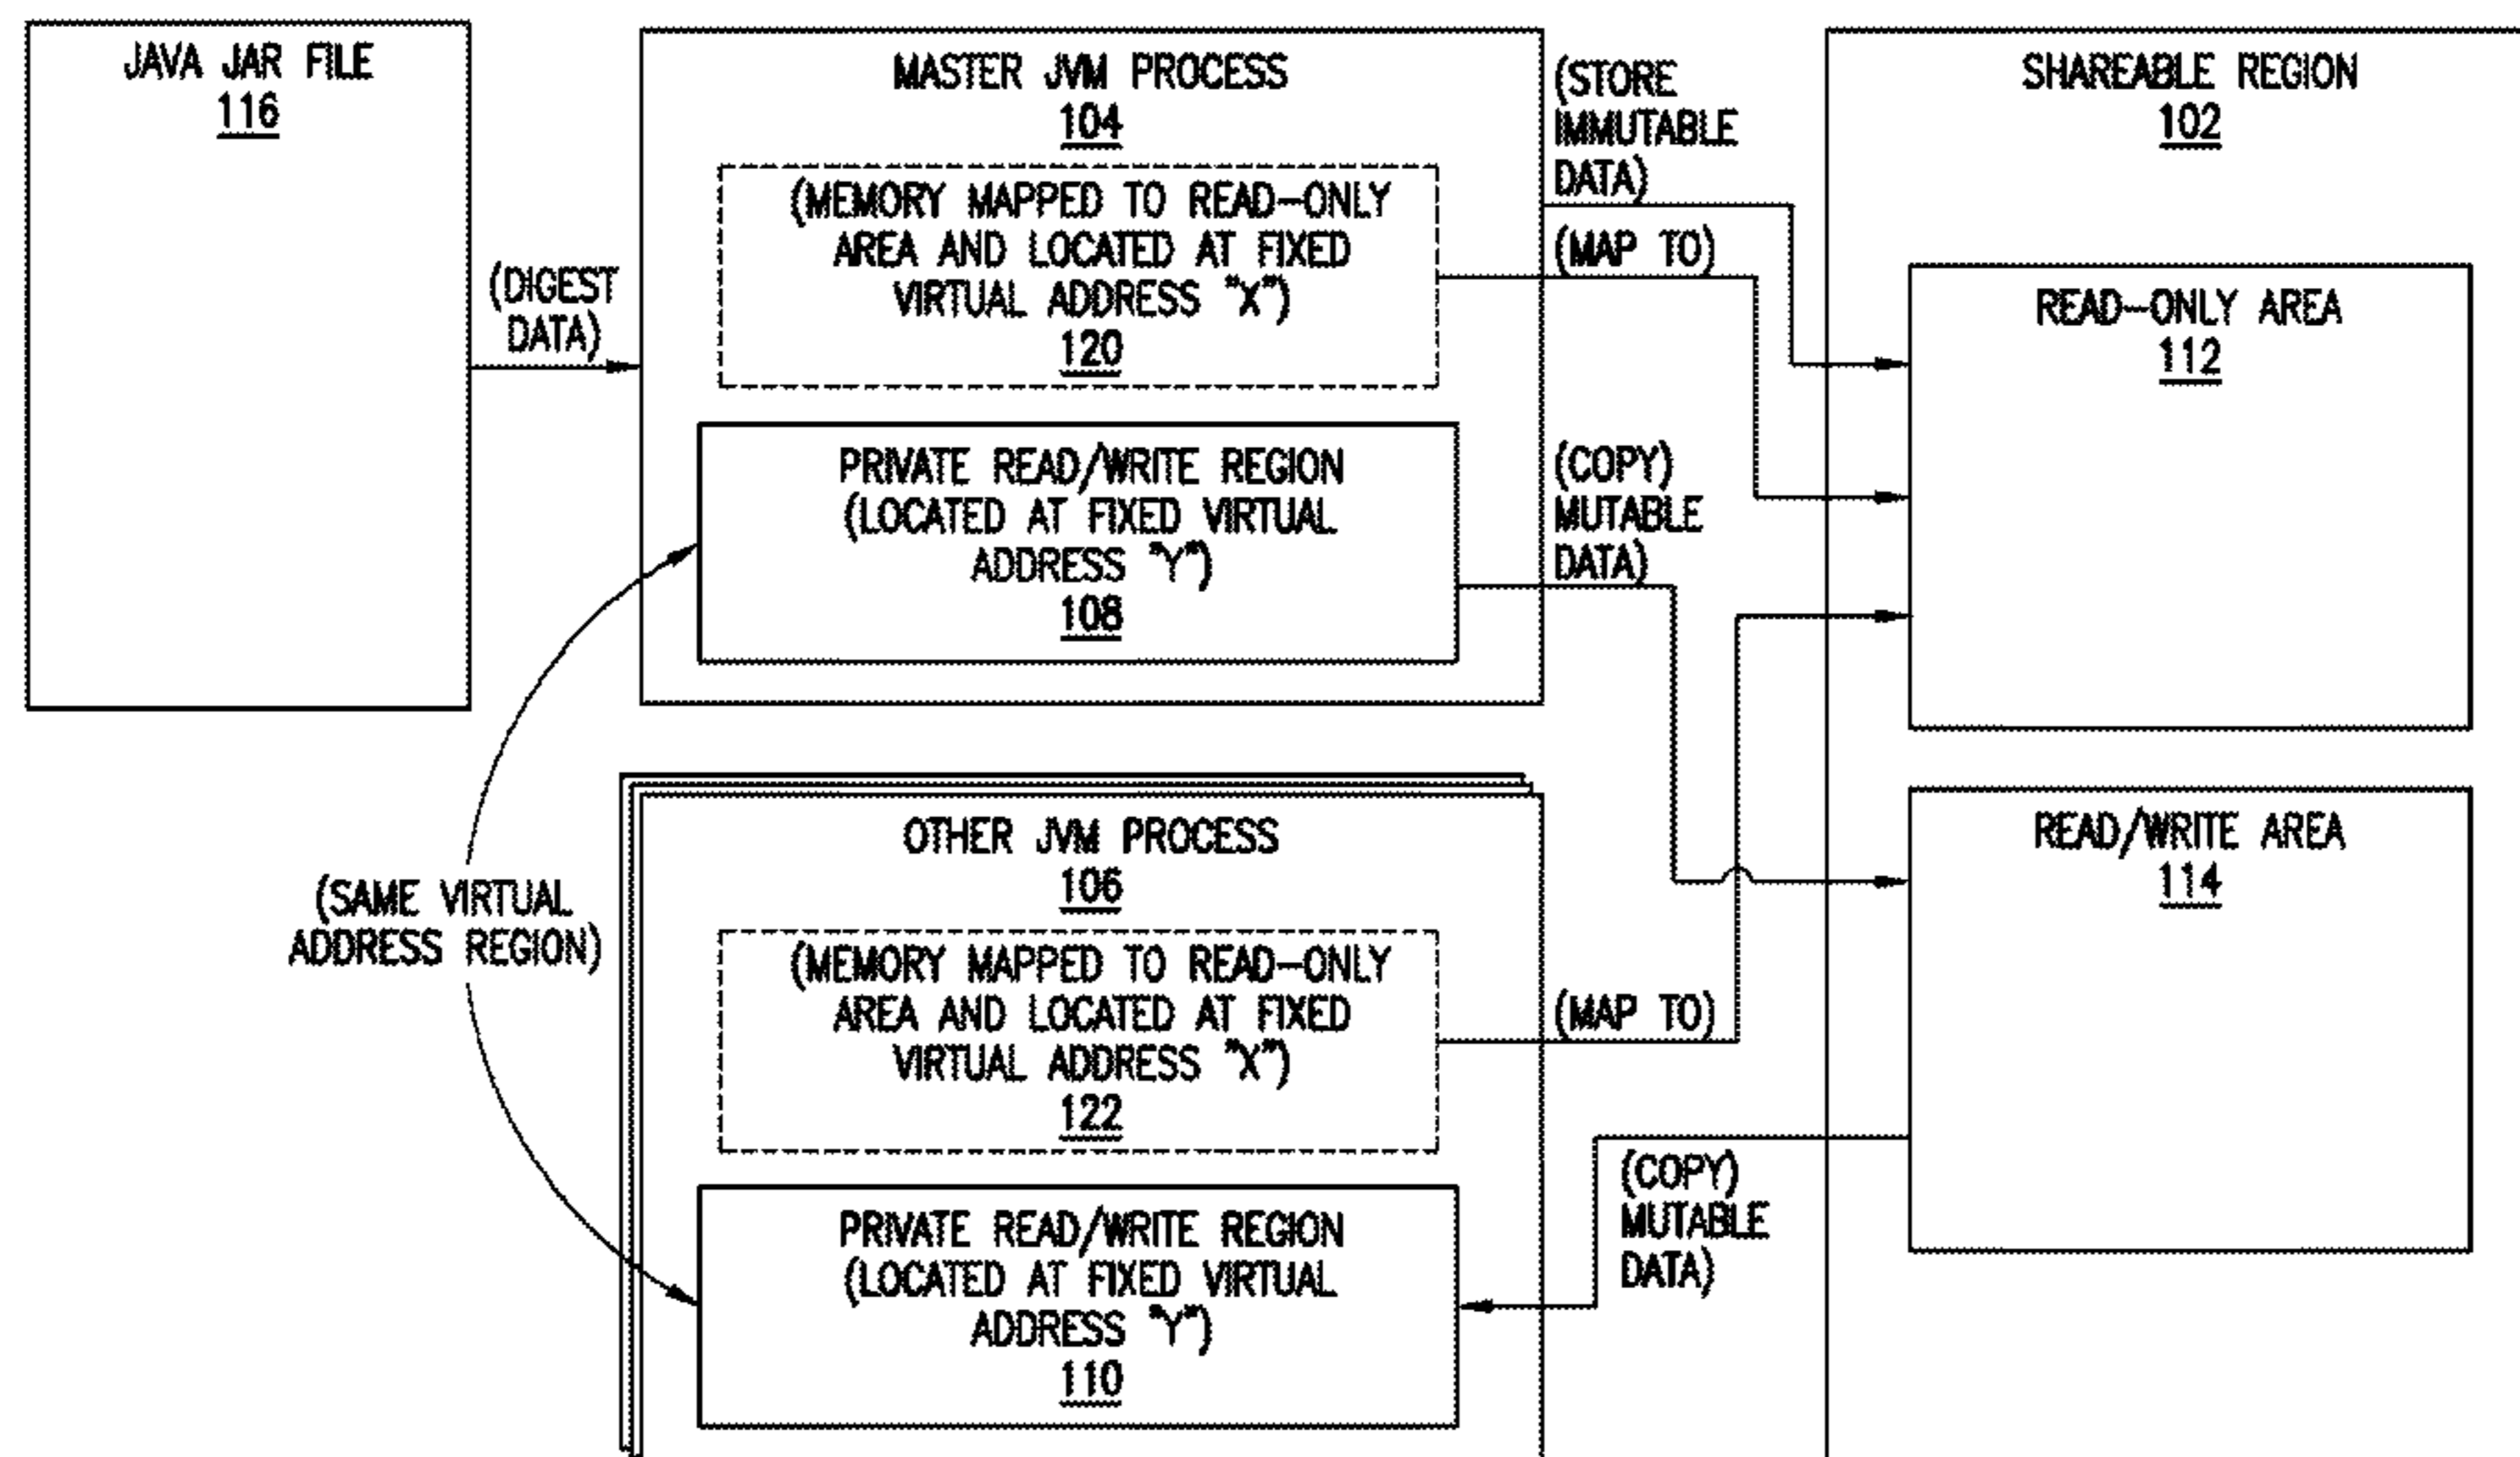 JAVA JAR FILE
116
(DIGEST
DATA)
MASTER JVM PROCESS
104
(MEMORY MAPPED TO READ-ONLY
AREA AND LOCATED AT FIXED
VIRTUAL ADDRESS "X")
120
PRIVATE READ/WRITE REGION
(LOCATED AT FIXED VIRTUAL
ADDRESS "Y")
108
(STORE
IMMUTABLE
DATA)
(MAP TO)
(COPY)
MUTABLE
DATA)
SHAREABLE REGION
102
READ-ONLY AREA
112
(SAME VIRTUAL
ADDRESS REGION)
OTHER JVM PROCESS
106
(MEMORY MAPPED TO READ-ONLY
AREA AND LOCATED AT FIXED
VIRTUAL ADDRESS "X")
122
PRIVATE READ/WRITE REGION
(LOCATED AT FIXED VIRTUAL
ADDRESS "Y")
110
(MAP TO)
(COPY)
MUTABLE
DATA)
READ/WRITE AREA
114